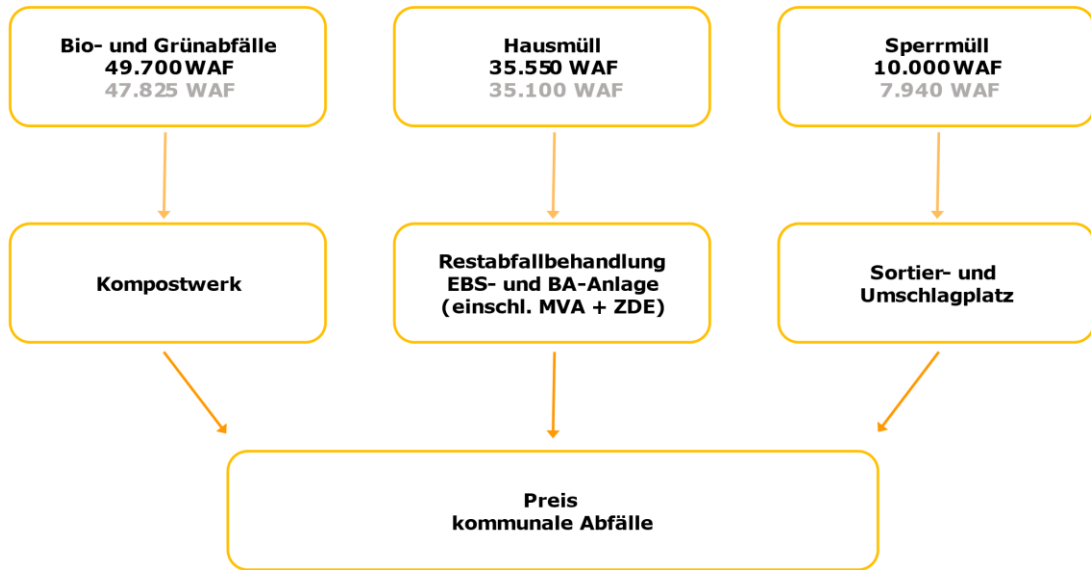 Bio- und Grünabfälle
49.700 WAF
47.825 WAF
Hausmüll
35.550 WAF
35.100 WAF
Sperrmüll
10.000 WAF
7.940 WAF
Kompostwerk
Restabfallbehandlung
EBS- und BA-Anlage
(einschl. MVA + ZDE)
Sortier- und
Umschlagplatz
Preis
kommunale Abfälle